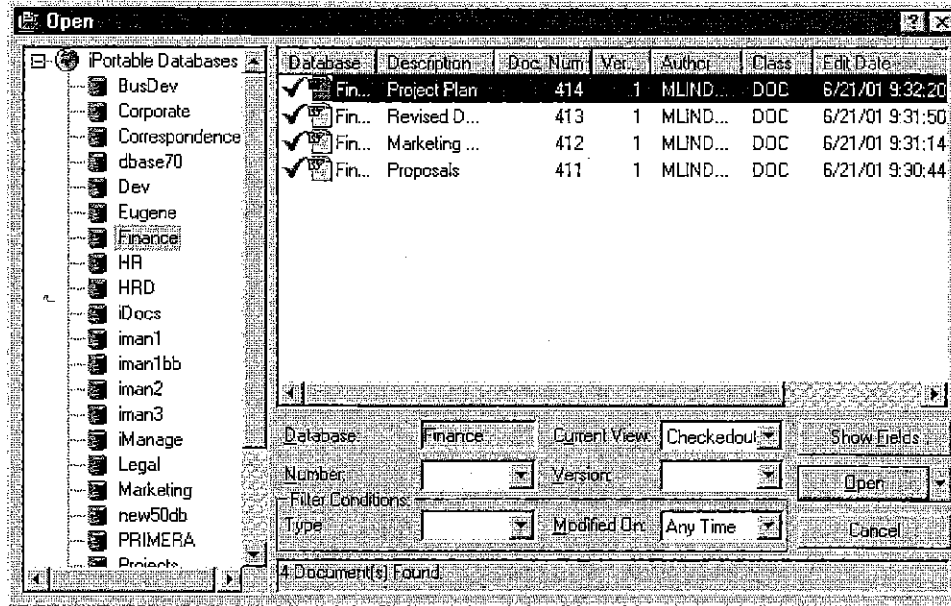 Open
iPortable Databases
BusDev
Corporate
Correspondence
dbase70
Dev
Eugene
Finance
HR
HRD
iDocs
iman1
iman1bb
iman2
iman3
iManage
Legal
Marketing
new50db
PRIMERA
Projects
Database Description Doc. Num Ver... Author Class Edit Date
Fin... Project Plan 414 1 MLIND... DOC 6/21/01 9:32:20
Fin... Revised D... 413 1 MLIND... DOC 6/21/01 9:31:50
Fin... Marketing ... 412 1 MLIND... DOC 6/21/01 9:31:14
Fin... Proposals 411 1 MLIND... DOC 6/21/01 9:30:44
Database: Finance Current View: Checkedout Show Fields
Number: Version: Open
Filter Conditions:
Type Modified On: Any Time Cancel
4 Document(s) Found.